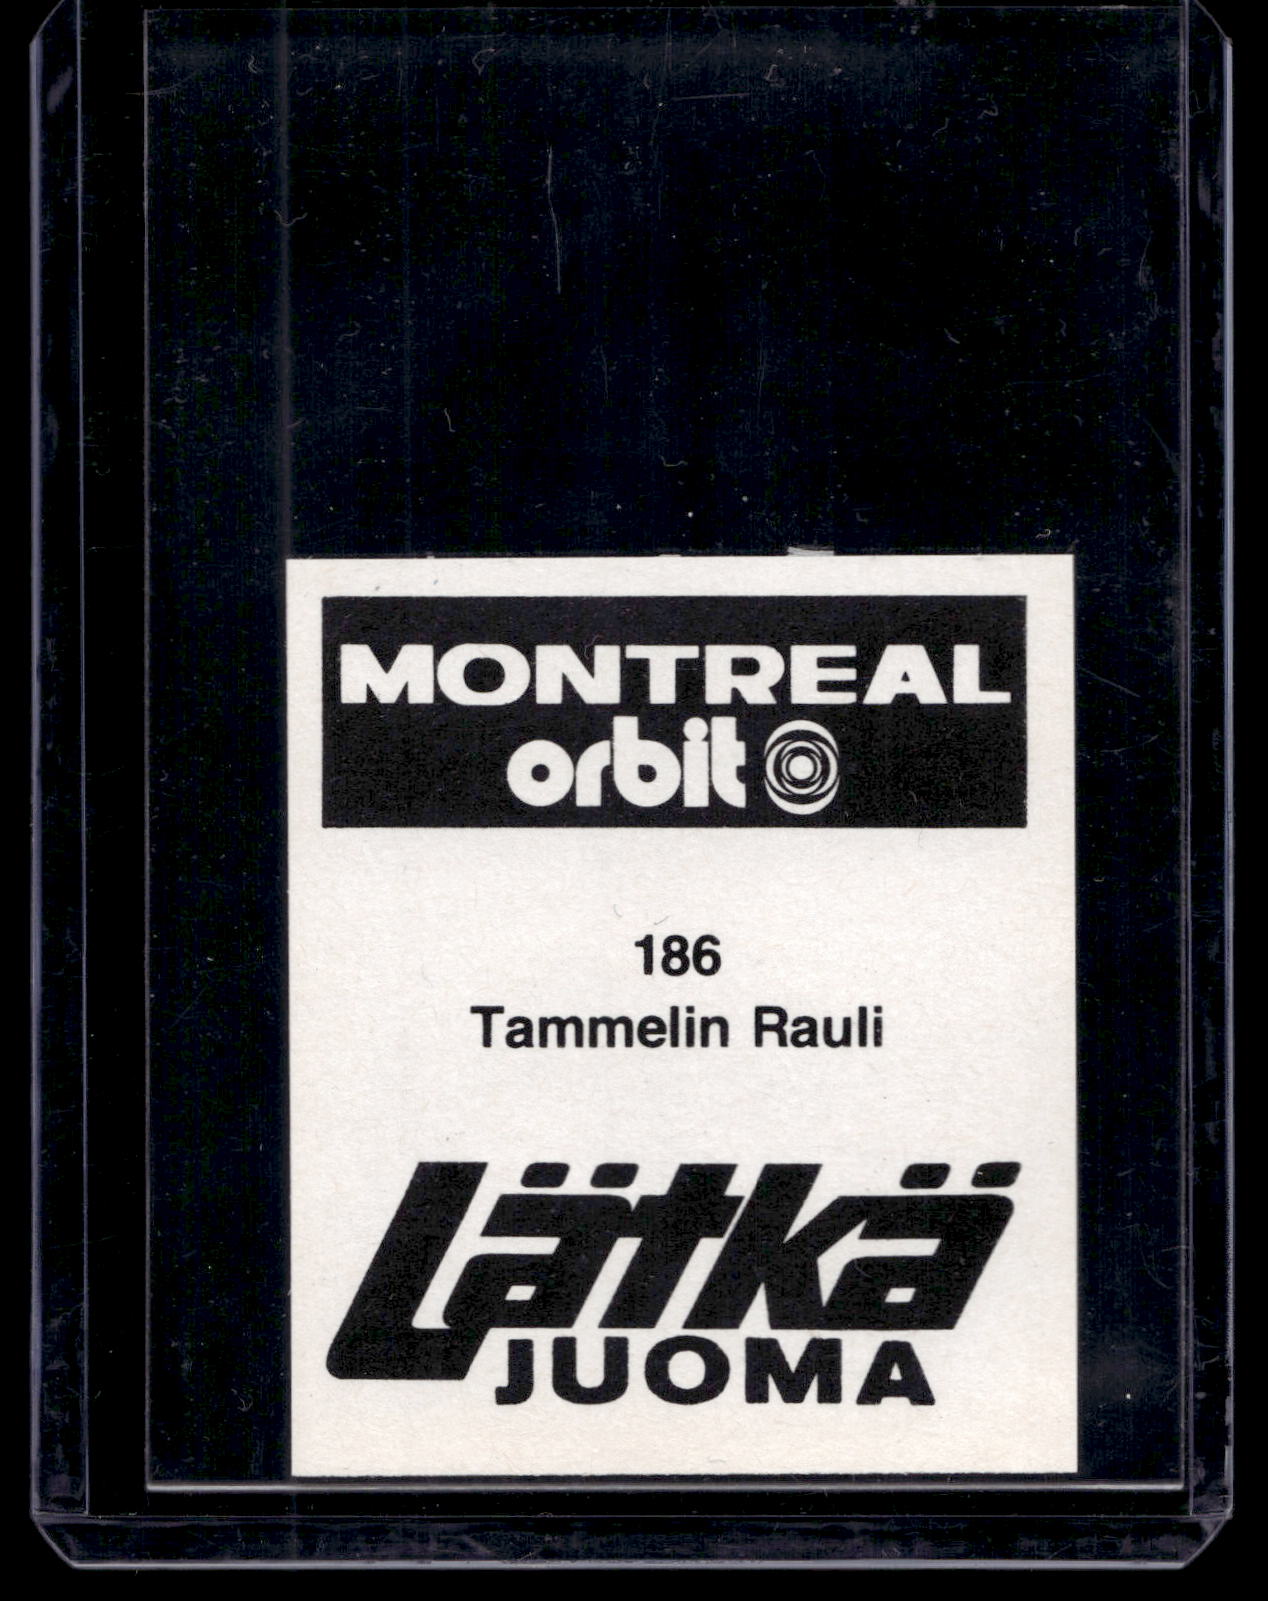 MONTREAL
orbit
186
Tammelin Rauli
Lätkä
JUOMA